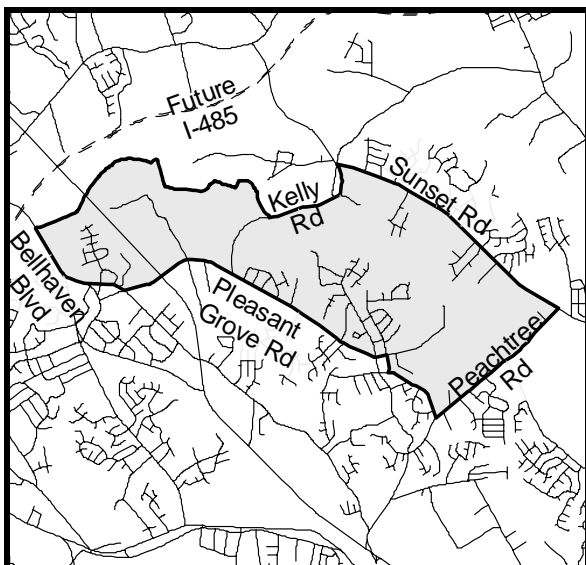 Future
I-485
Kelly
Rd
Sunset Rd
Bellhaven
Blvd
Pleasant
Grove Rd
Peachtree
Rd